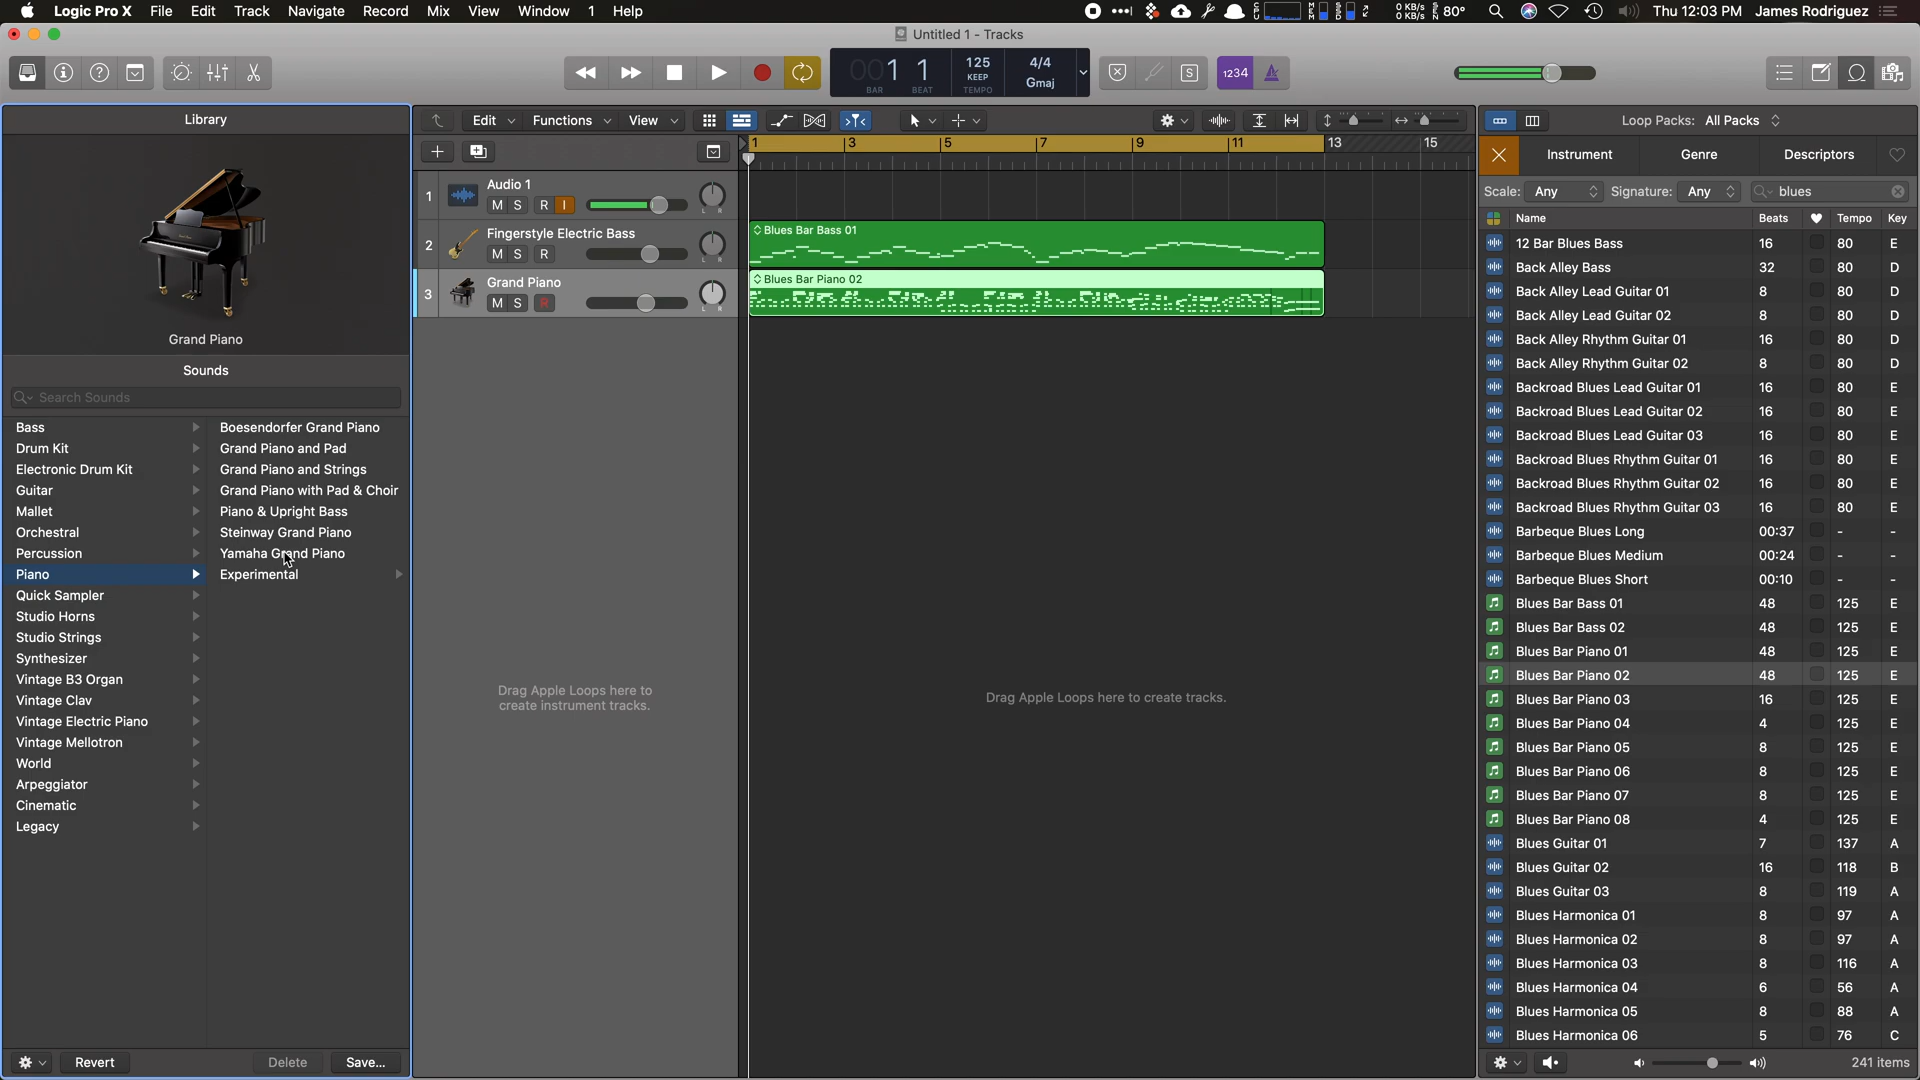 Logic Pro X File Edit Track Navigate Record Mix View Window 1 Help
0 KB/s
0 KB/s
80° Thu 12:03 PM James Rodriguez
Untitled 1 - Tracks
001 1
BAR BEAT
125
KEEP
TEMPO
4/4
Gmaj
S
1234
Library
Grand Piano
Sounds
Search Sounds
Bass
Drum Kit
Electronic Drum Kit
Guitar
Mallet
Orchestral
Percussion
Piano
Quick Sampler
Studio Horns
Studio Strings
Synthesizer
Vintage B3 Organ
Vintage Clav
Vintage Electric Piano
Vintage Mellotron
World
Arpeggiator
Cinematic
Legacy
Boesendorfer Grand Piano
Grand Piano and Pad
Grand Piano and Strings
Grand Piano with Pad & Choir
Piano & Upright Bass
Steinway Grand Piano
Yamaha Grand Piano
Experimental
Revert Delete Save...
Edit Functions View
1 3 5 7 9 11 13 15
1 Audio 1
M S R I
L R
2 Fingerstyle Electric Bass
M S R
L R
3 Grand Piano
M S R
L R
Blues Bar Bass 01
Blues Bar Piano 02
Drag Apple Loops here to
create instrument tracks.
Drag Apple Loops here to create tracks.
Loop Packs: All Packs
Instrument Genre Descriptors
Scale: Any Signature: Any blues
Name Beats Tempo Key
12 Bar Blues Bass 16 80 E
Back Alley Bass 32 80 D
Back Alley Lead Guitar 01 8 80 D
Back Alley Lead Guitar 02 8 80 D
Back Alley Rhythm Guitar 01 16 80 D
Back Alley Rhythm Guitar 02 8 80 D
Backroad Blues Lead Guitar 01 16 80 E
Backroad Blues Lead Guitar 02 16 80 E
Backroad Blues Lead Guitar 03 16 80 E
Backroad Blues Rhythm Guitar 01 16 80 E
Backroad Blues Rhythm Guitar 02 16 80 E
Backroad Blues Rhythm Guitar 03 16 80 E
Barbeque Blues Long 00:37 - -
Barbeque Blues Medium 00:24 - -
Barbeque Blues Short 00:10 - -
Blues Bar Bass 01 48 125 E
Blues Bar Bass 02 48 125 E
Blues Bar Piano 01 48 125 E
Blues Bar Piano 02 48 125 E
Blues Bar Piano 03 16 125 E
Blues Bar Piano 04 4 125 E
Blues Bar Piano 05 8 125 E
Blues Bar Piano 06 8 125 E
Blues Bar Piano 07 8 125 E
Blues Bar Piano 08 4 125 E
Blues Guitar 01 7 137 A
Blues Guitar 02 16 118 B
Blues Guitar 03 8 119 A
Blues Harmonica 01 8 97 A
Blues Harmonica 02 8 97 A
Blues Harmonica 03 8 116 A
Blues Harmonica 04 6 56 A
Blues Harmonica 05 8 88 A
Blues Harmonica 06 5 76 C
241 items